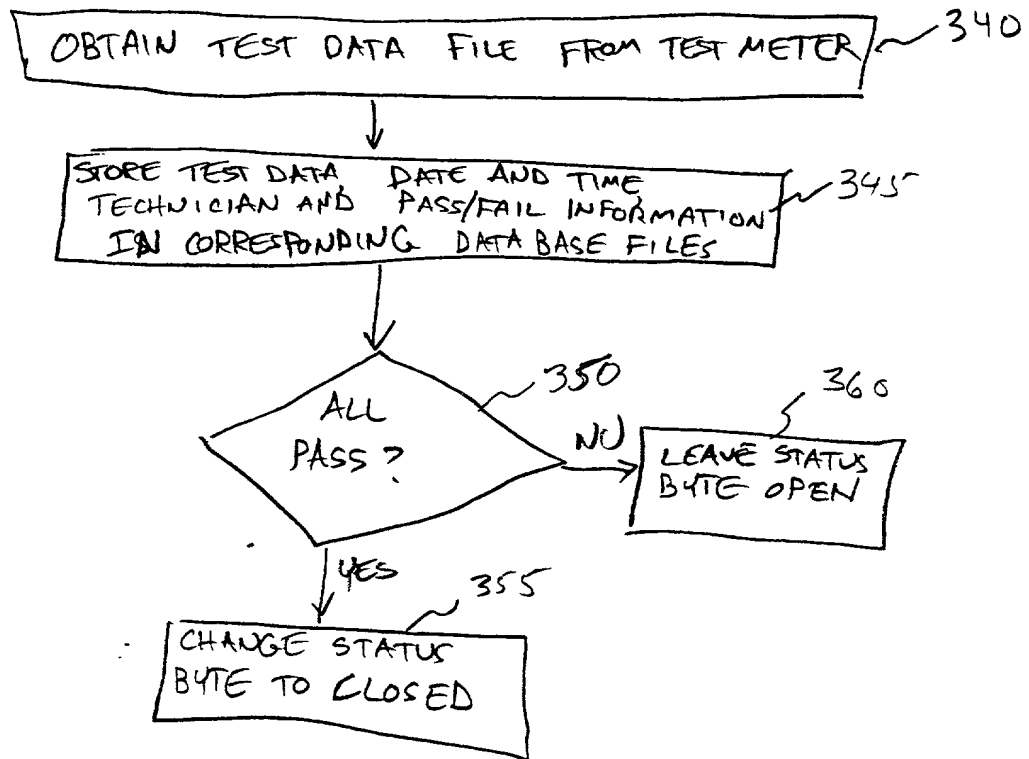 OBTAIN TEST DATA FILE FROM TEST METER
340
STORE TEST DATA, DATE AND TIME,
TECHNICIAN AND PASS/FAIL INFORMATION
IN CORRESPONDING DATABASE FILES
345
ALL
PASS?
350
NO
360
LEAVE STATUS
BYTE OPEN
YES
355
CHANGE STATUS
BYTE TO CLOSED